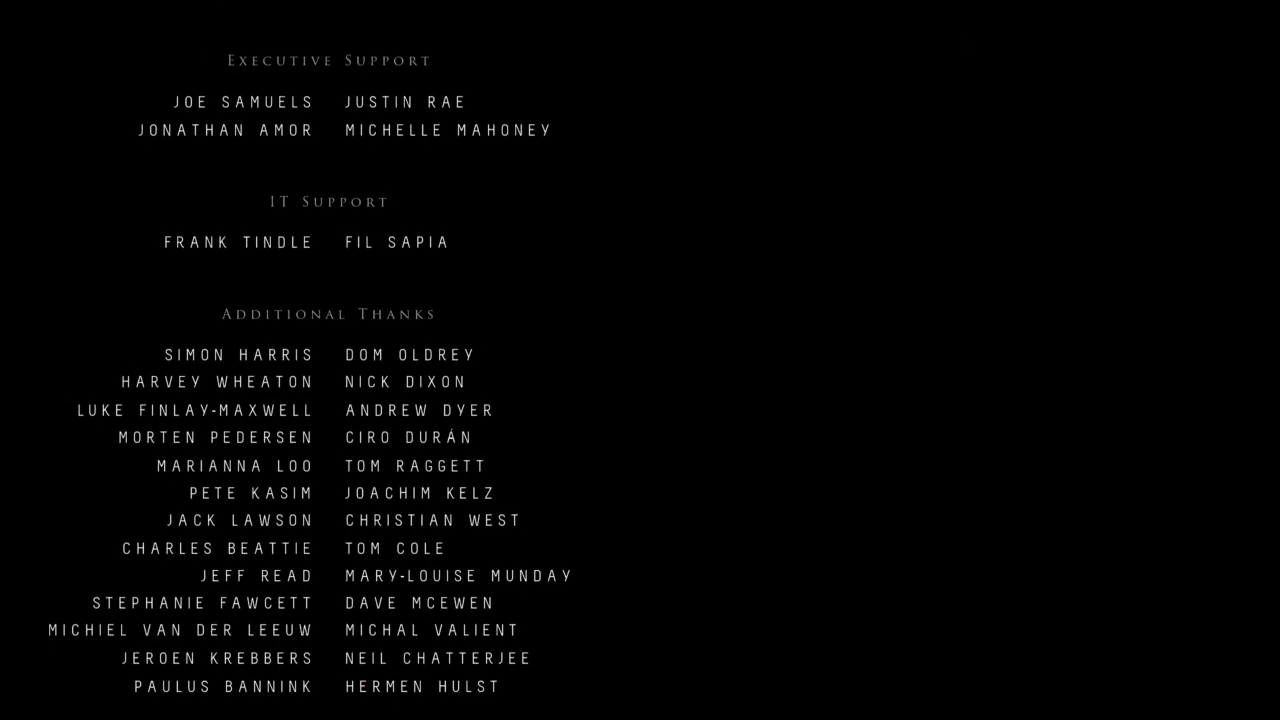 EXECUTIVE SUPPORT
JOE SAMUELS JUSTIN RAE
JONATHAN AMOR MICHELLE MAHONEY
IT SUPPORT
FRANK TINDLE FIL SAPIA
ADDITIONAL THANKS
SIMON HARRIS DOM OLDREY
HARVEY WHEATON NICK DIXON
LUKE FINLAY-MAXWELL ANDREW DYER
MORTEN PEDERSEN CIRO DURÁN
MARIANNA LOO TOM RAGGETT
PETE KASIM JOACHIM KELZ
JACK LAWSON CHRISTIAN WEST
CHARLES BEATTIE TOM COLE
JEFF READ MARY-LOUISE MUNDAY
STEPHANIE FAWCETT DAVE MCEWEN
MICHIEL VAN DER LEEUW MICHAL VALIENT
JEROEN KREBBERS NEIL CHATTERJEE
PAULUS BANNINK HERMEN HULST